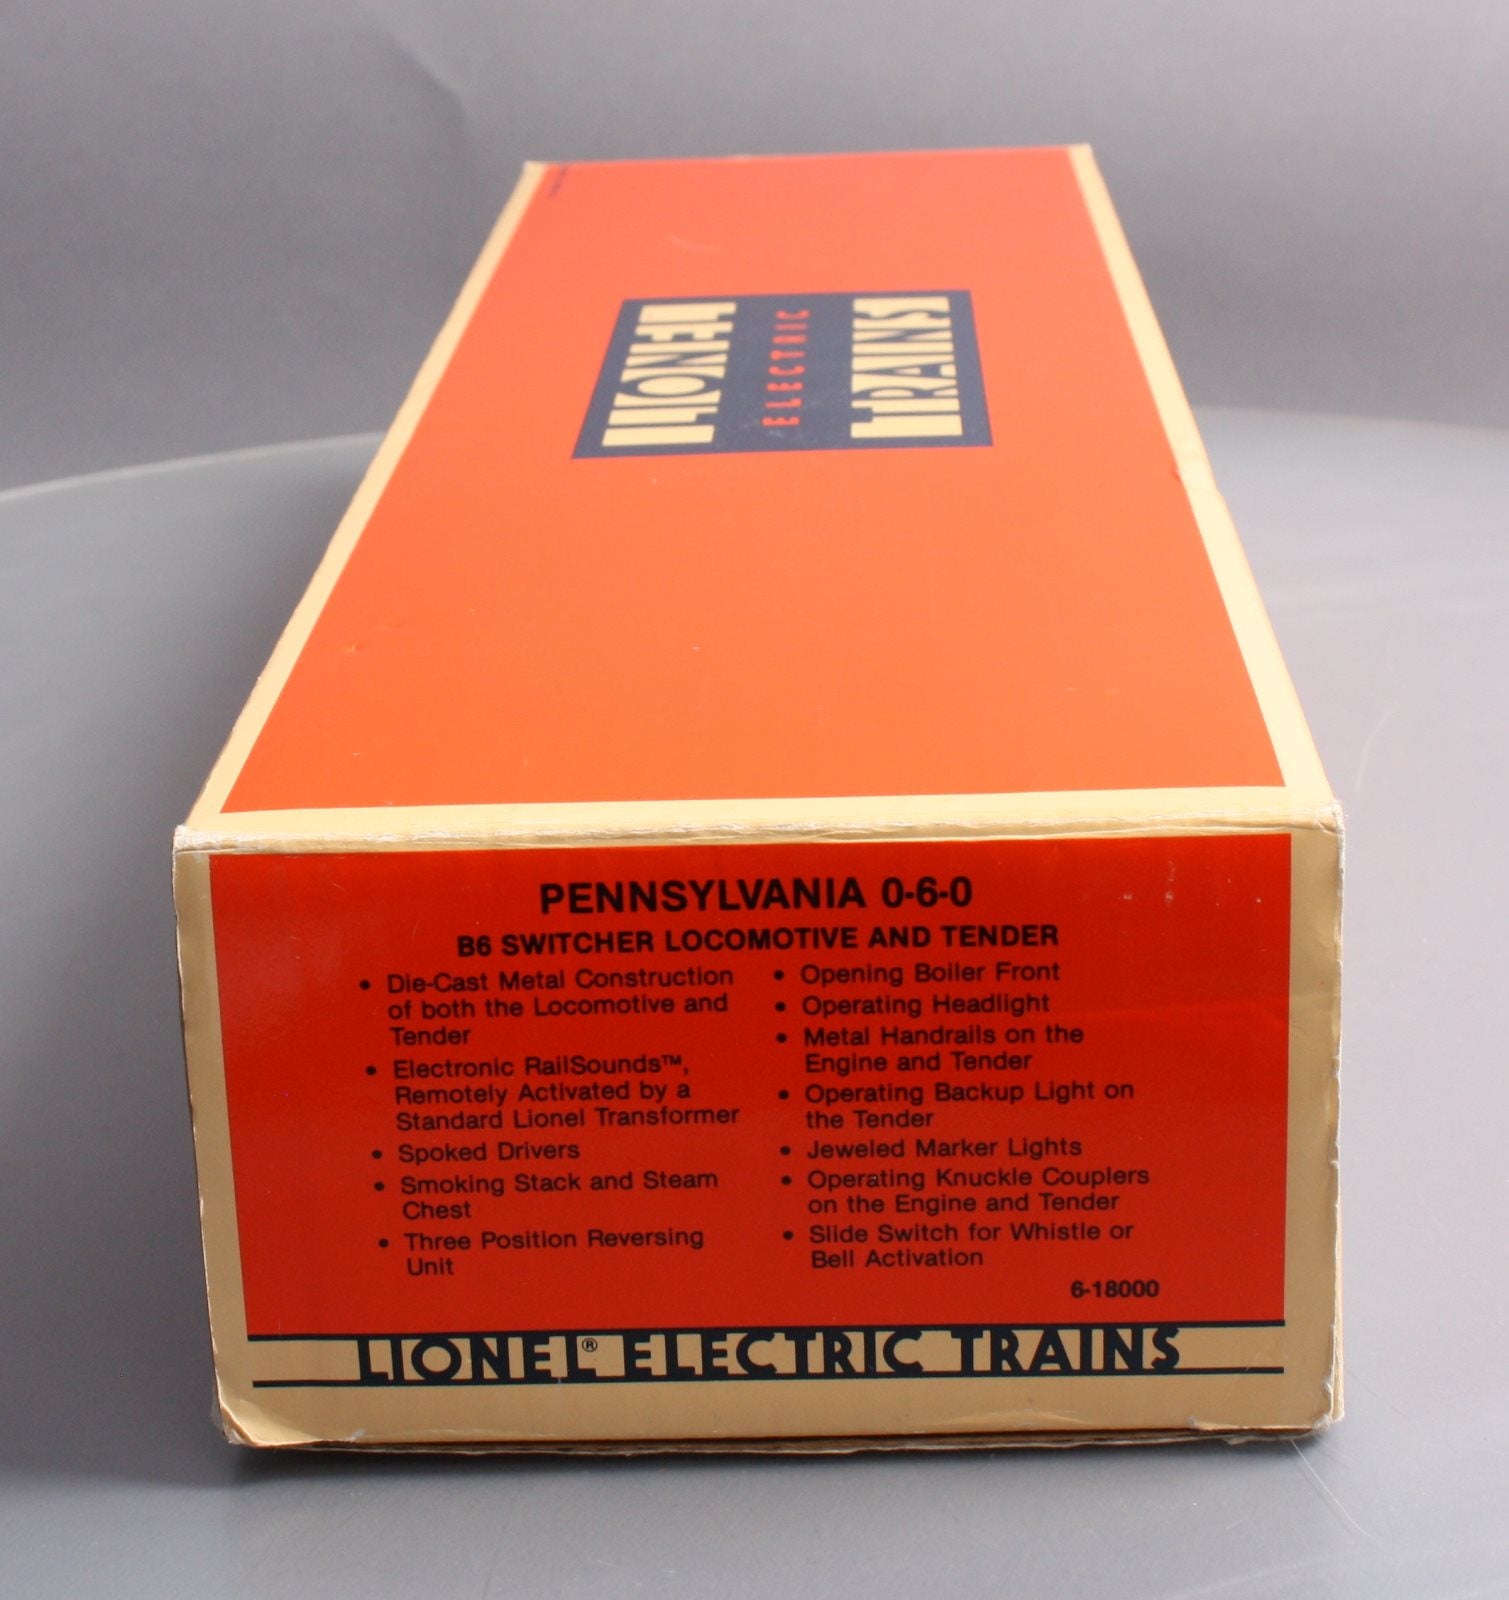 LIONEL
ELECTRIC
TRAINS
PENNSYLVANIA 0-6-0
B6 SWITCHER LOCOMOTIVE AND TENDER
• Die-Cast Metal Construction
of both the Locomotive and
Tender
• Electronic RailSounds™,
Remotely Activated by a
Standard Lionel Transformer
• Spoked Drivers
• Smoking Stack and Steam
Chest
• Three Position Reversing
Unit
• Opening Boiler Front
• Operating Headlight
• Metal Handrails on the
Engine and Tender
• Operating Backup Light on
the Tender
• Jeweled Marker Lights
• Operating Knuckle Couplers
on the Engine and Tender
• Slide Switch for Whistle or
Bell Activation
6-18000
LIONEL® ELECTRIC TRAINS